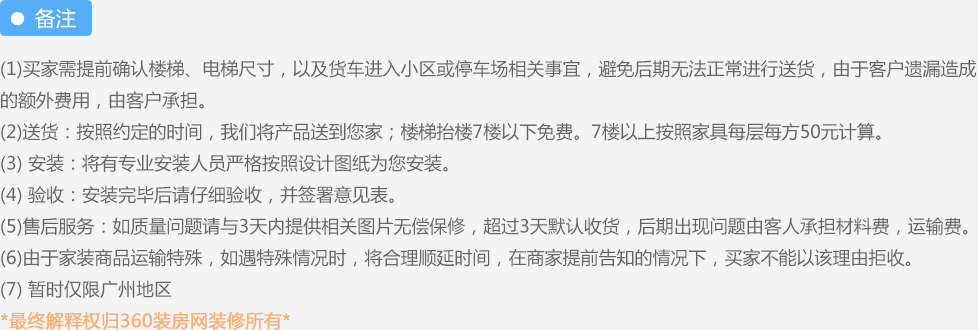 备注
(1)买家需提前确认楼梯、电梯尺寸，以及货车进入小区或停车场相关事宜，避免后期无法正常进行送货，由于客户遗漏造成
的额外费用，由客户承担。
(2)送货：按照约定的时间，我们将产品送到您家；楼梯抬楼7楼以下免费。7楼以上按照家具每层每方50元计算。
(3) 安装：将有专业安装人员严格按照设计图纸为您安装。
(4) 验收：安装完毕后请仔细验收，并签署意见表。
(5)售后服务：如质量问题请与3天内提供相关图片无偿保修，超过3天默认收货，后期出现问题由客人承担材料费，运输费。
(6)由于家装商品运输特殊，如遇特殊情况时，将合理顺延时间，在商家提前告知的情况下，买家不能以该理由拒收。
(7) 暂时仅限广州地区
*最终解释权归360装房网装修所有*